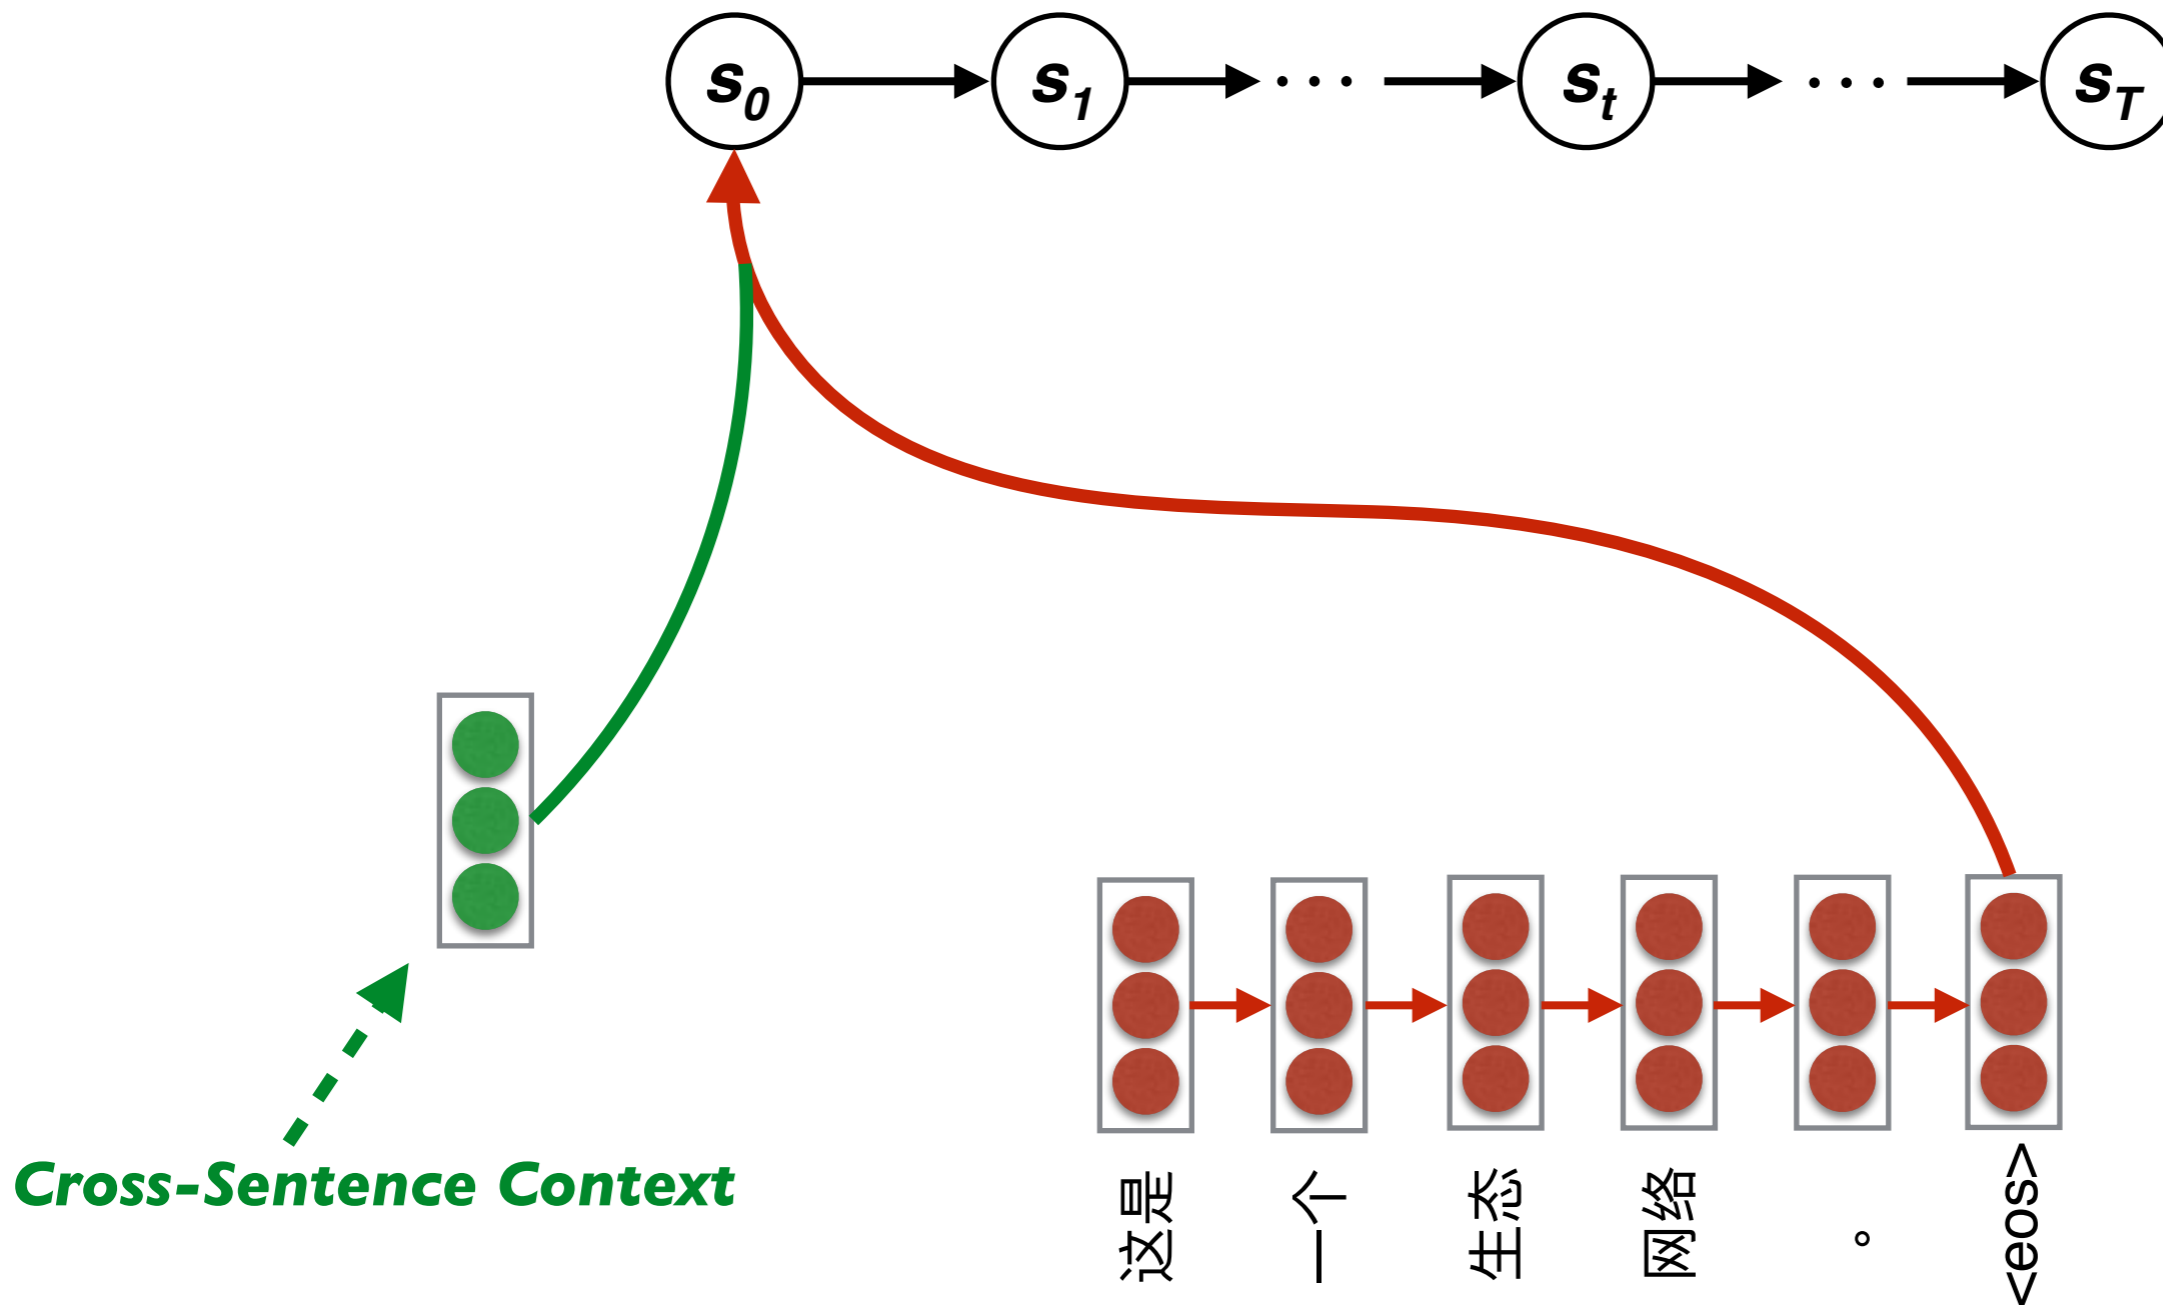 s0 s1 ... st ... sT
Cross-Sentence Context
这是 一个 生态 网络 。 <eos>